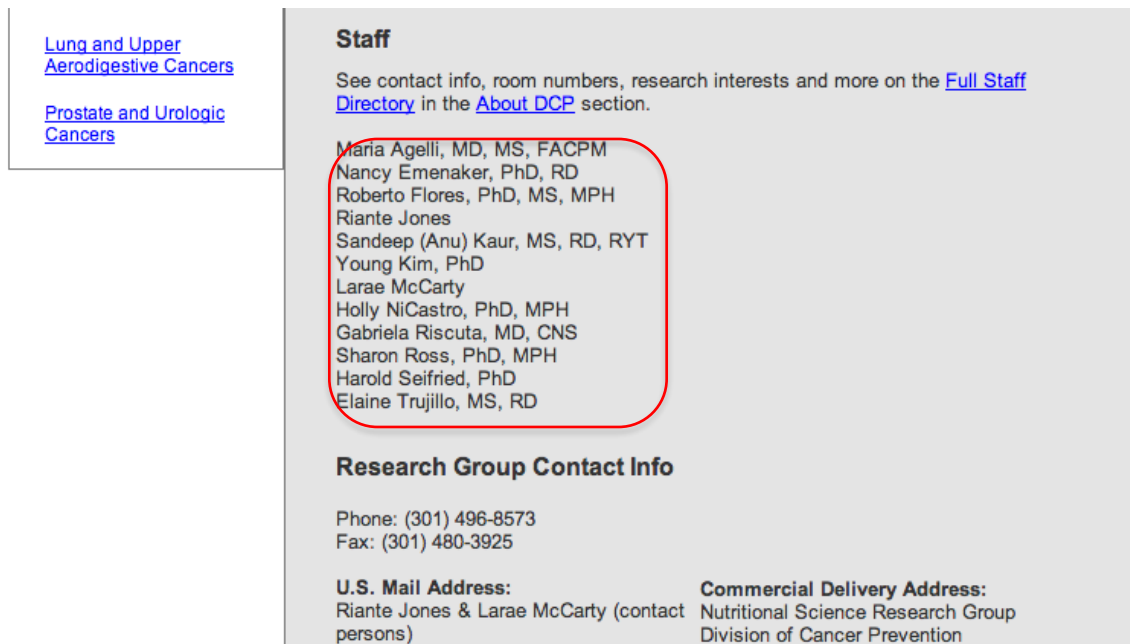 Lung and Upper
Aerodigestive Cancers
Prostate and Urologic
Cancers
Staff
See contact info, room numbers, research interests and more on the Full Staff
Directory in the About DCP section.
Maria Agelli, MD, MS, FACPM
Nancy Emenaker, PhD, RD
Roberto Flores, PhD, MS, MPH
Riante Jones
Sandeep (Anu) Kaur, MS, RD, RYT
Young Kim, PhD
Larae McCarty
Holly NiCastro, PhD, MPH
Gabriela Riscuta, MD, CNS
Sharon Ross, PhD, MPH
Harold Seifried, PhD
Elaine Trujillo, MS, RD
Research Group Contact Info
Phone: (301) 496-8573
Fax: (301) 480-3925
U.S. Mail Address:
Riante Jones & Larae McCarty (contact
persons)
Commercial Delivery Address:
Nutritional Science Research Group
Division of Cancer Prevention